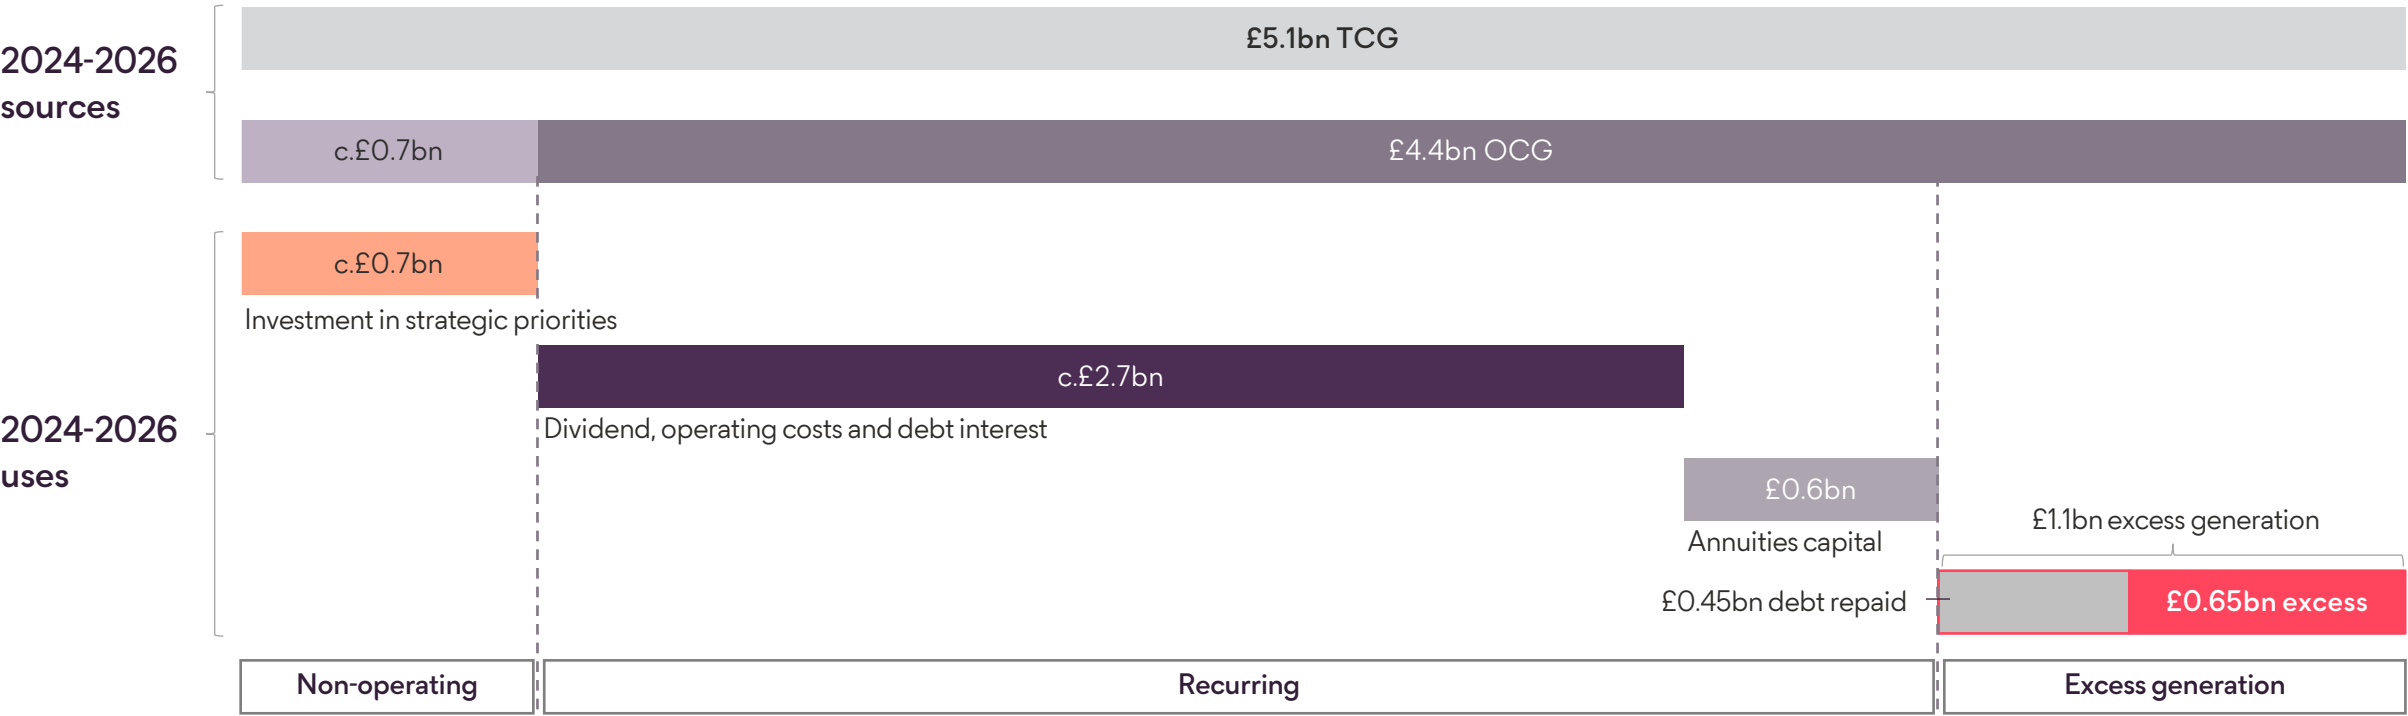 2024-2026
sources
£5.1bn TCG
c.£0.7bn
£4.4bn OCG
2024-2026
uses
c.£0.7bn
Investment in strategic priorities
c.£2.7bn
Dividend, operating costs and debt interest
£0.6bn
Annuities capital
£1.1bn excess generation
£0.45bn debt repaid
£0.65bn excess
Non-operating
Recurring
Excess generation